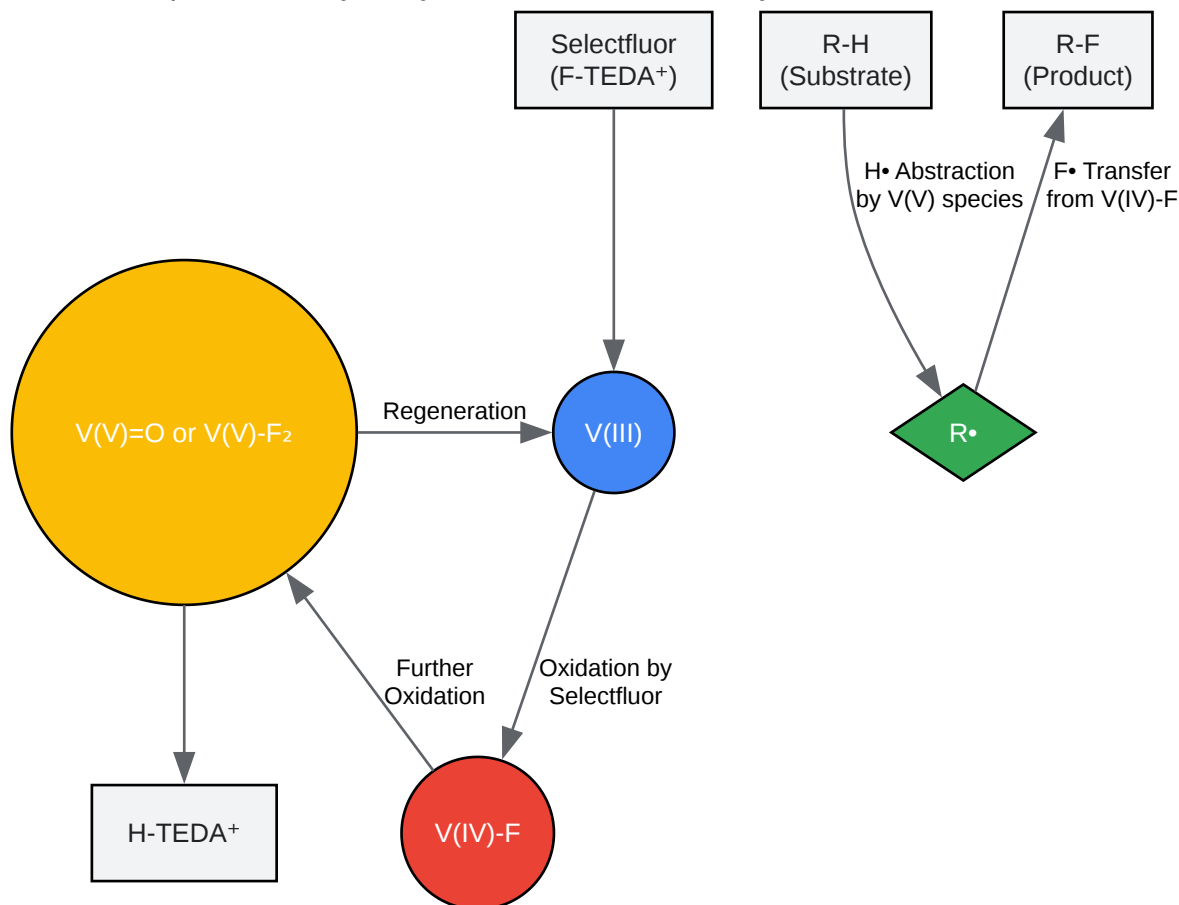 Selectfluor
(F-TEDA⁺)
R-H
(Substrate)
R-F
(Product)
H• Abstraction
by V(V) species
F• Transfer
from V(IV)-F
V(V)=O or V(V)-F₂
Regeneration
V(III)
R•
Further
Oxidation
Oxidation by
Selectfluor
H-TEDA⁺
V(IV)-F